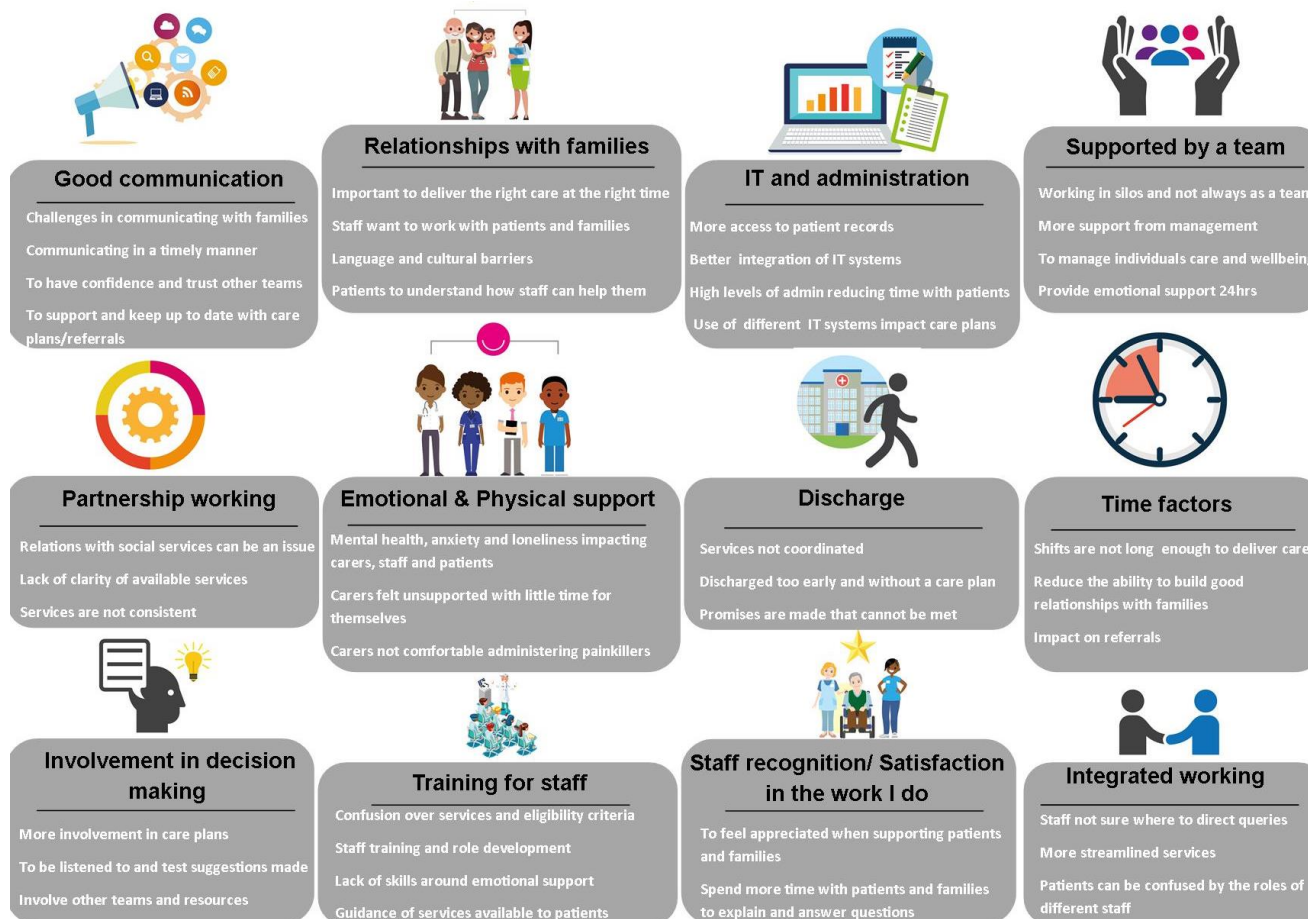 Good communication
Challenges in communicating with families
Communicating in a timely manner
To have confidence and trust other teams
To support and keep up to date with care
plans/referrals
Relationships with families
Important to deliver the right care at the right time
Staff want to work with patients and families
Language and cultural barriers
Patients to understand how staff can help them
IT and administration
More access to patient records
Better integration of IT systems
High levels of admin reducing time with patients
Use of different IT systems impact care plans
Supported by a team
Working in silos and not always as a team
More support from management
To manage individuals care and wellbeing
Provide emotional support 24hrs
Partnership working
Relations with social services can be an issue
Lack of clarity of available services
Services are not consistent
Emotional & Physical support
Mental health, anxiety and loneliness impacting
carers, staff and patients
Carers felt unsupported with little time for
themselves
Carers not comfortable administering painkillers
Discharge
Services not coordinated
Discharged too early and without a care plan
Promises are made that cannot be met
Time factors
Shifts are not long enough to deliver care
Reduce the ability to build good
relationships with families
Impact on referrals
Involvement in decision
making
More involvement in care plans
To be listened to and test suggestions made
Involve other teams and resources
Training for staff
Confusion over services and eligibility criteria
Staff training and role development
Lack of skills around emotional support
Guidance of services available to patients
Staff recognition/ Satisfaction
in the work I do
To feel appreciated when supporting patients
and families
Spend more time with patients and families
to explain and answer questions
Integrated working
Staff not sure where to direct queries
More streamlined services
Patients can be confused by the roles of
different staff